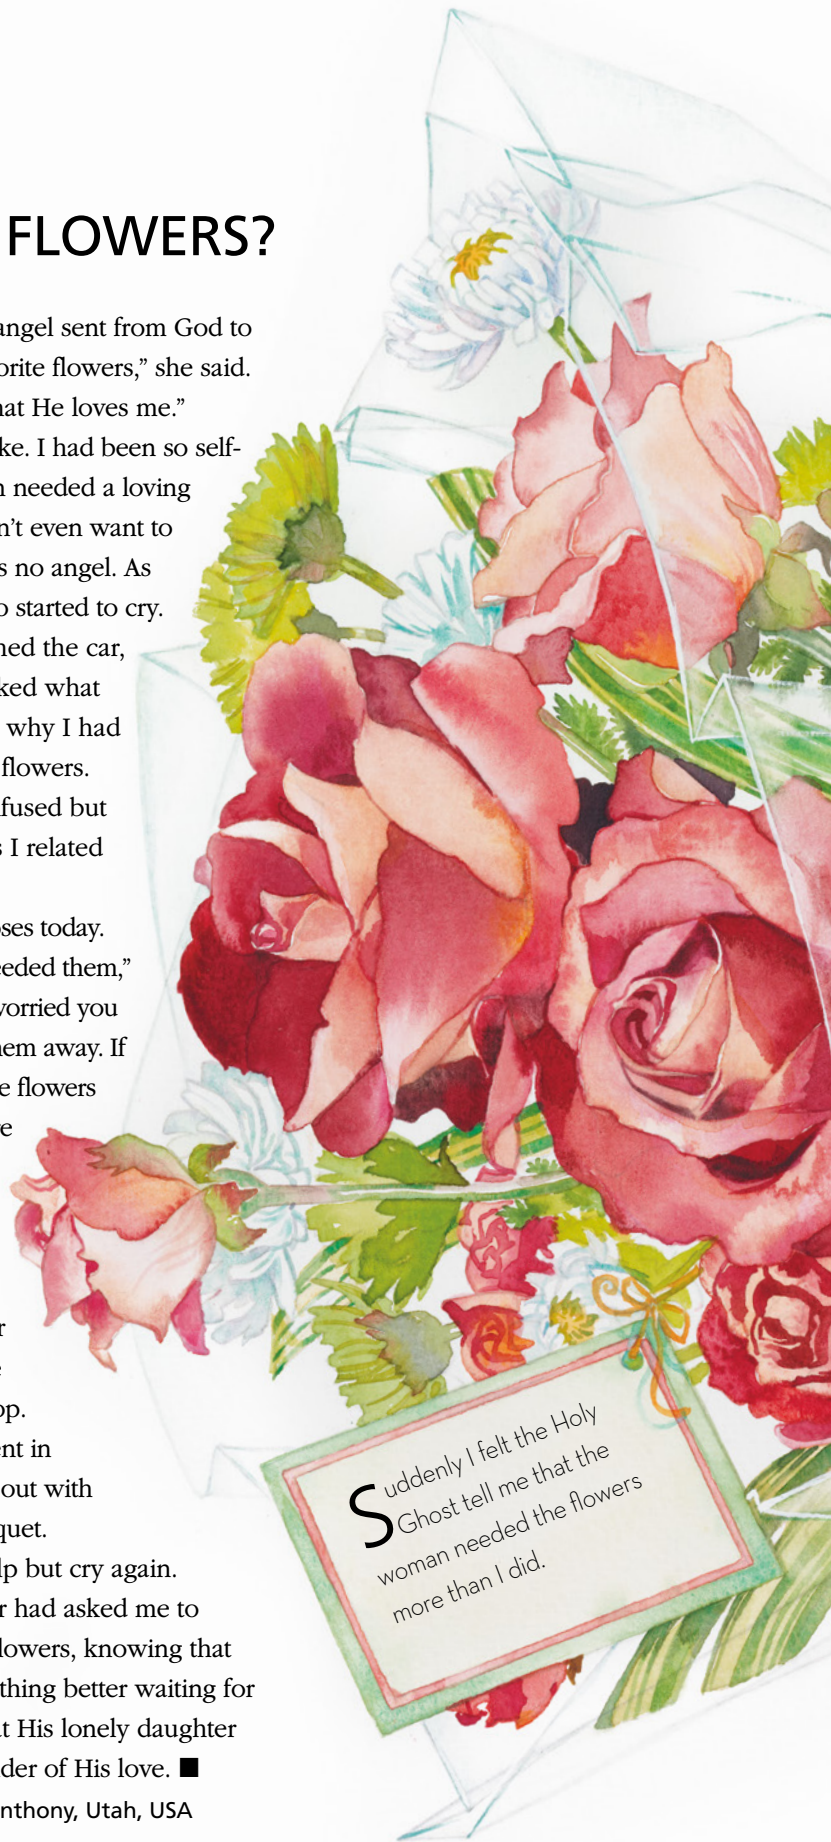 FLOWERS?
angel sent from God to
orite flowers,” she said.
hat He loves me.”
ke. I had been so self-
n needed a loving
n’t even want to
s no angel. As
o started to cry.
ned the car,
ked what
why I had
flowers.
fused but
s I related
ses today.
eeded them,”
vorried you
hem away. If
e flowers
re
r
e
op.
ent in
out with
quet.
lp but cry again.
r had asked me to
lowers, knowing that
thing better waiting for
at His lonely daughter
der of His love. ■
nthony, Utah, USA
Suddenly I felt the Holy
Ghost tell me that the
woman needed the flowers
more than I did.